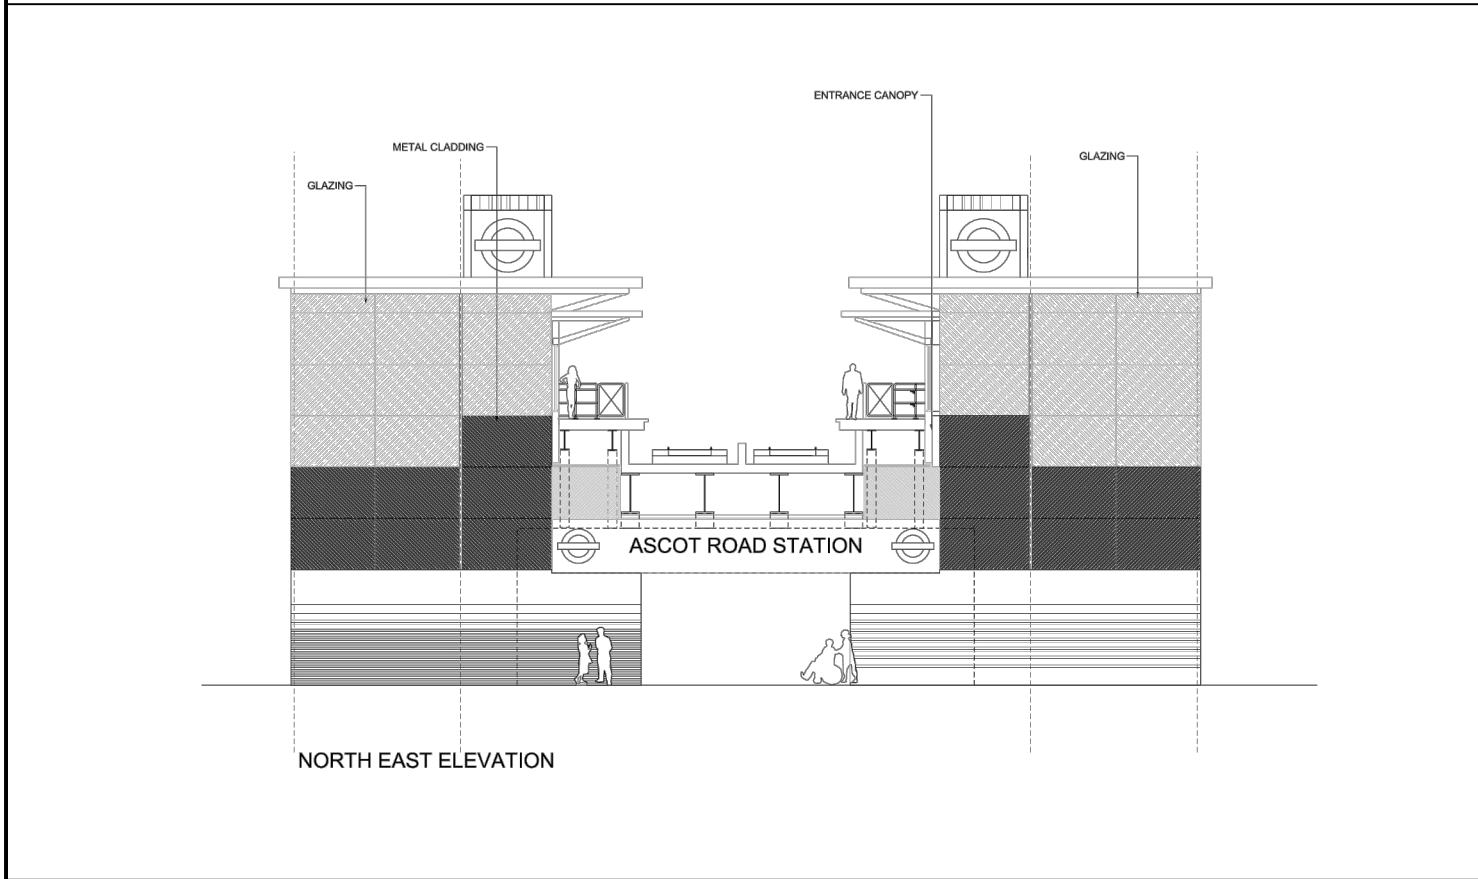 ENTRANCE CANOPY
METAL CLADDING
GLAZING
GLAZING
ASCOT ROAD STATION
NORTH EAST ELEVATION